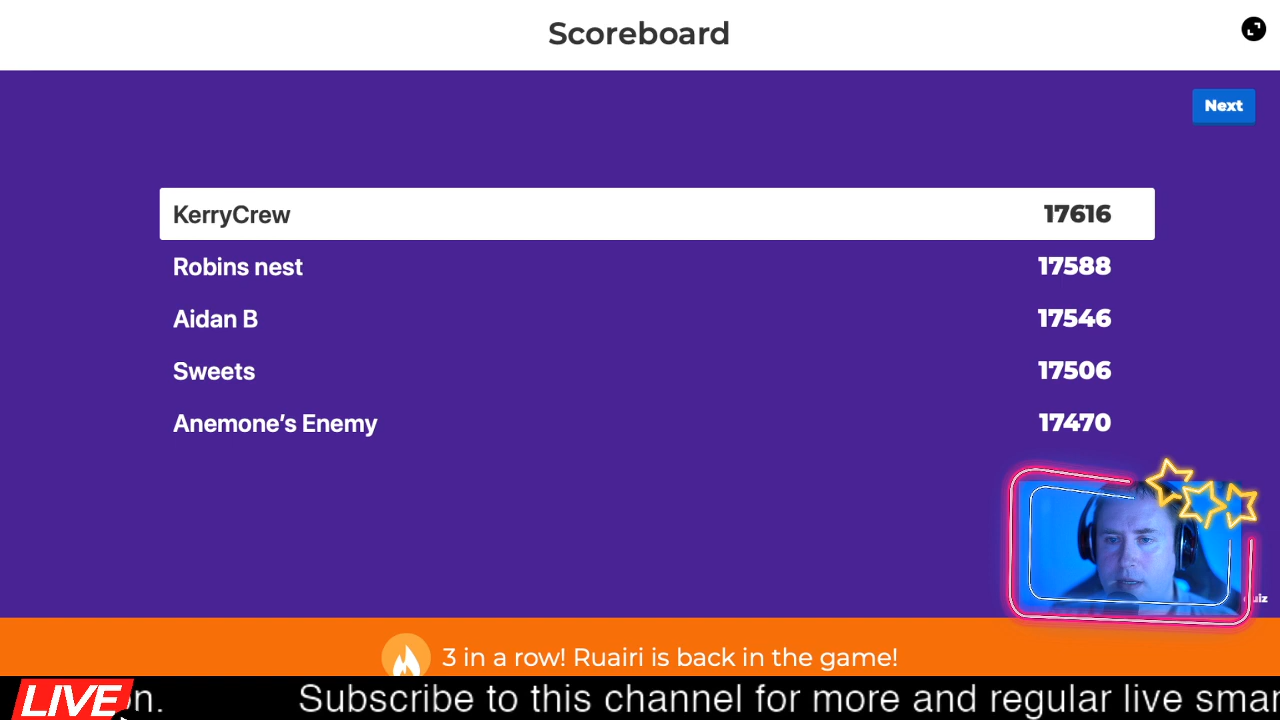 Scoreboard
Next
KerryCrew 17616
Robins nest 17588
Aidan B 17546
Sweets 17506
Anemone’s Enemy 17470
3 in a row! Ruairi is back in the game!
LIVE
Subscribe to this channel for more and regular live